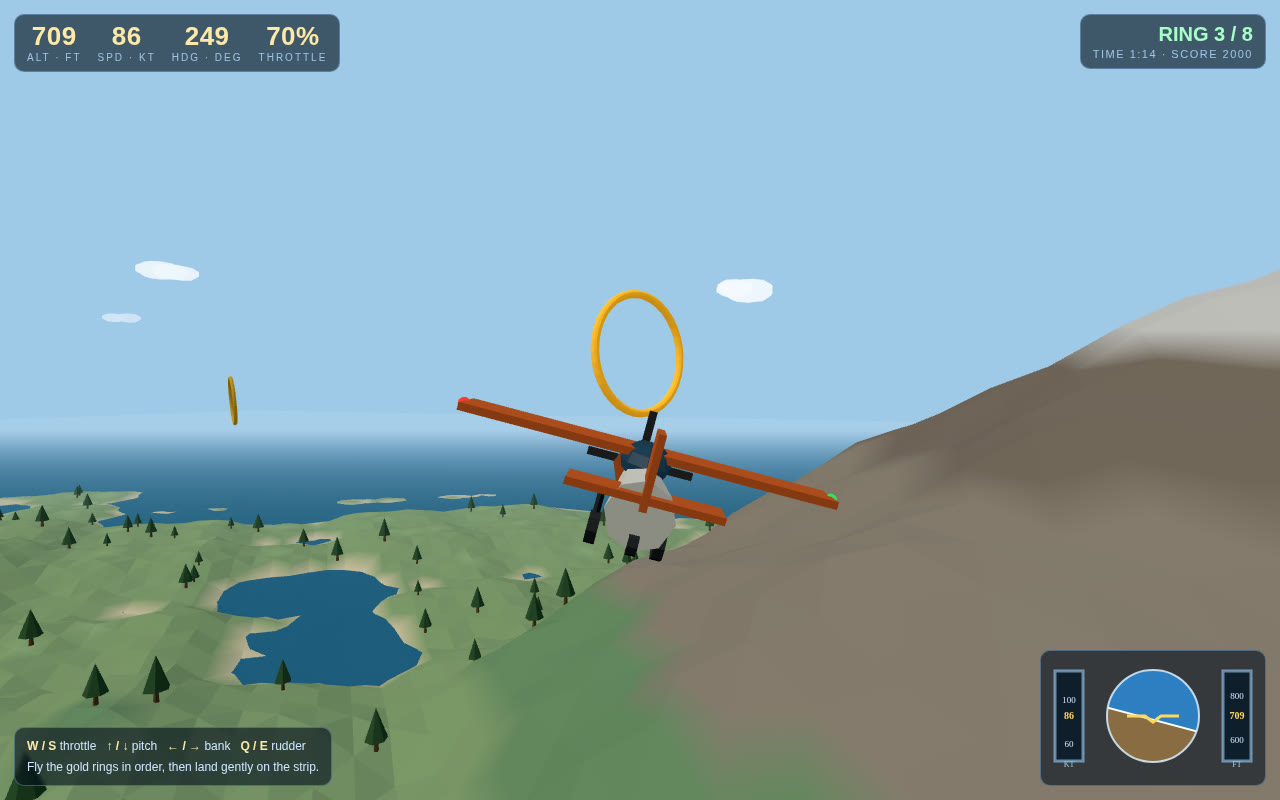 709 86 249 70%
ALT · FT SPD · KT HDG · DEG THROTTLE
RING 3 / 8
TIME 1:14 · SCORE 2000
W / S throttle ↑ / ↓ pitch ← / → bank Q / E rudder
Fly the gold rings in order, then land gently on the strip.
100
86
60
KT
800
709
600
FT